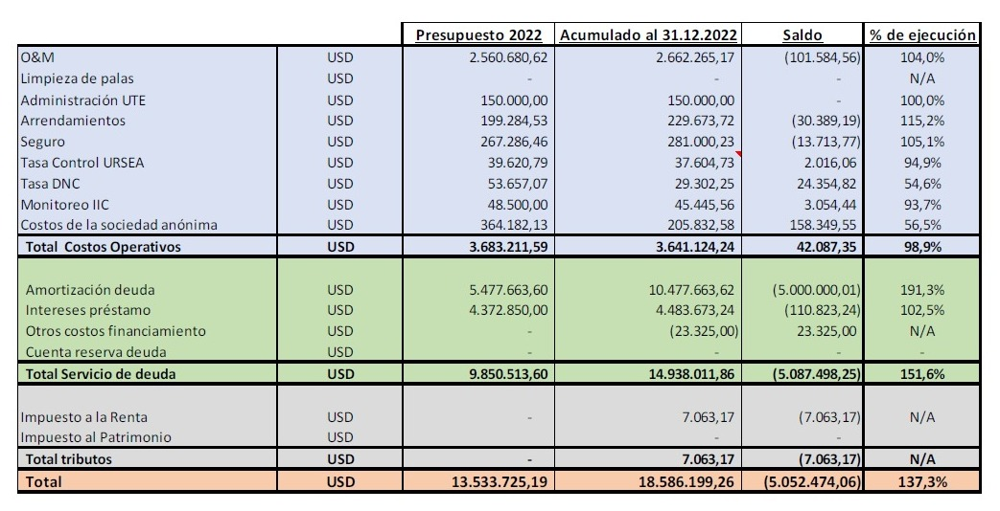 Presupuesto 2022 Acumulado al 31.12.2022 Saldo % de ejecución
O&M USD 2.560.680,62 2.662.265,17 (101.584,56) 104,0%
Limpieza de palas USD - - - N/A
Administración UTE USD 150.000,00 150.000,00 - 100,0%
Arrendamientos USD 199.284,53 229.673,72 (30.389,19) 115,2%
Seguro USD 267.286,46 281.000,23 (13.713,77) 105,1%
Tasa Control URSEA USD 39.620,79 37.604,73 2.016,06 94,9%
Tasa DNC USD 53.657,07 29.302,25 24.354,82 54,6%
Monitoreo IIC USD 48.500,00 45.445,56 3.054,44 93,7%
Costos de la sociedad anónima USD 364.182,13 205.832,58 158.349,55 56,5%
Total Costos Operativos USD 3.683.211,59 3.641.124,24 42.087,35 98,9%
Amortización deuda USD 5.477.663,60 10.477.663,62 (5.000.000,01) 191,3%
Intereses préstamo USD 4.372.850,00 4.483.673,24 (110.823,24) 102,5%
Otros costos financiamiento USD - (23.325,00) 23.325,00 N/A
Cuenta reserva deuda USD - - - -
Total Servicio de deuda USD 9.850.513,60 14.938.011,86 (5.087.498,25) 151,6%
Impuesto a la Renta USD - 7.063,17 (7.063,17) N/A
Impuesto al Patrimonio USD - -
Total tributos USD - 7.063,17 (7.063,17) N/A
Total USD 13.533.725,19 18.586.199,26 (5.052.474,06) 137,3%